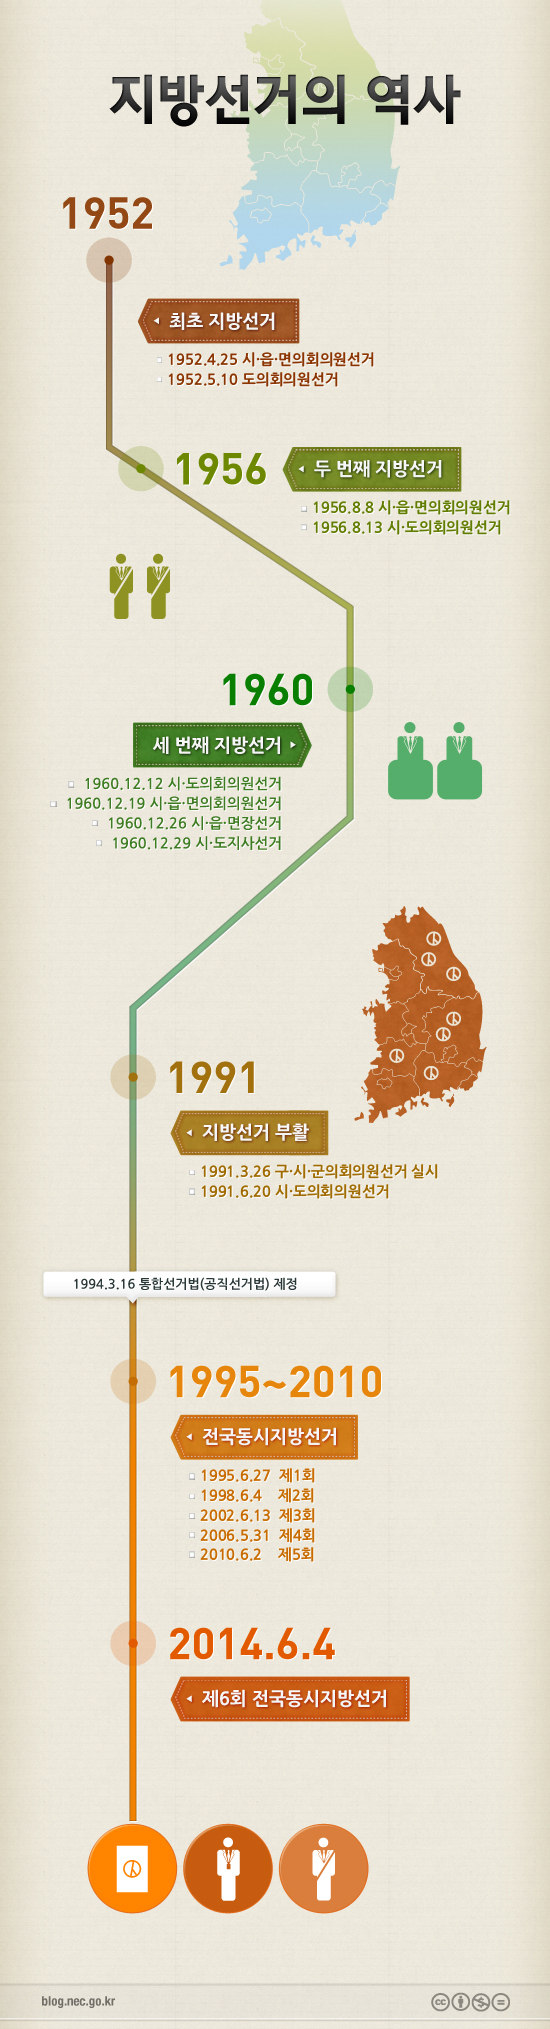 지방선거의 역사
1952
최초 지방선거
1952.4.25 시·읍·면의회의원선거
1952.5.10 도의회의원선거
1956
두 번째 지방선거
1956.8.8 시·읍·면의회의원선거
1956.8.13 시·도의회의원선거
1960
세 번째 지방선거
1960.12.12 시·도의회의원선거
1960.12.19 시·읍·면의회의원선거
1960.12.26 시·읍·면장선거
1960.12.29 시·도지사선거
1991
지방선거 부활
1991.3.26 구·시·군의회의원선거 실시
1991.6.20 시·도의회의원선거
1994.3.16 통합선거법(공직선거법) 제정
1995~2010
전국동시지방선거
1995.6.27 제1회
1998.6.4 제2회
2002.6.13 제3회
2006.5.31 제4회
2010.6.2 제5회
2014.6.4
제6회 전국동시지방선거
blog.nec.go.kr
cc